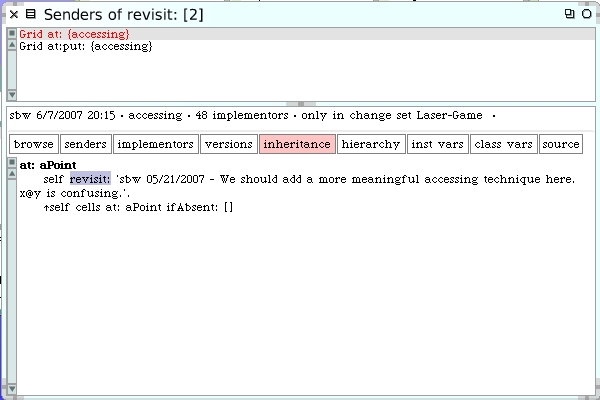 Senders of revisit: [2]
Grid at: {accessing}
Grid at:put: {accessing}
sbw 6/7/2007 20:15 · accessing · 48 implementors · only in change set Laser-Game ·
browse senders implementors versions inheritance hierarchy inst vars class vars source
at: aPoint
self revisit: 'sbw 05/21/2007 - We should add a more meaningful accessing technique here.
x@y is confusing.'.
↑self cells at: aPoint ifAbsent: []